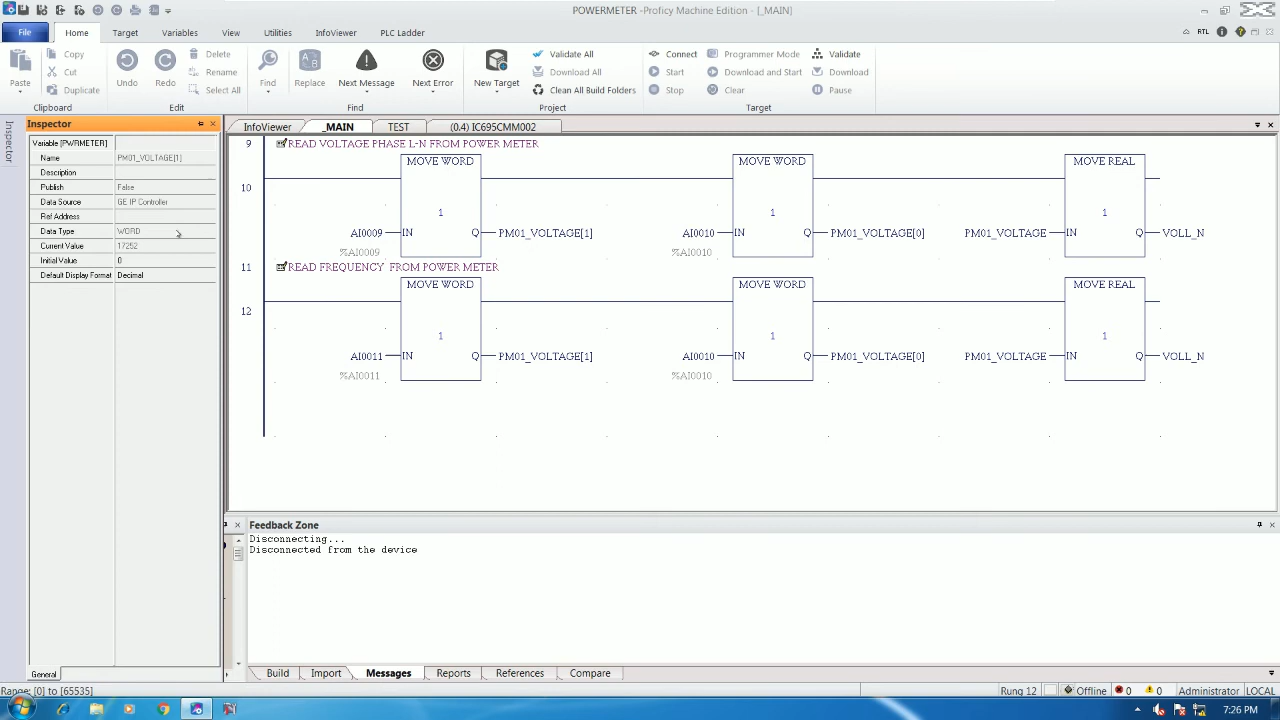 POWERMETER - Proficy Machine Edition - [_MAIN]
File Home Target Variables View Utilities InfoViewer PLC Ladder RTL
Paste Copy Cut Duplicate Clipboard
Undo Redo Delete Rename Select All Edit
Find Replace Next Message Next Error Find
New Target Validate All Download All Clean All Build Folders Project
Connect Start Stop Programmer Mode Download and Start Clear Validate Download Pause Target
Inspector
Inspector
Variable [PWRMETER]
Name PM01_VOLTAGE[1]
Description
Publish False
Data Source GE IP Controller
Ref Address
Data Type WORD
Current Value 17252
Initial Value 0
Default Display Format Decimal
General
InfoViewer _MAIN TEST (0.4) IC695CMM002
9 READ VOLTAGE PHASE L-N FROM POWER METER
MOVE WORD MOVE WORD MOVE REAL
10
1 1 1
AI0009 IN Q PM01_VOLTAGE[1] AI0010 IN Q PM01_VOLTAGE[0] PM01_VOLTAGE IN Q VOLL_N
%AI0009 %AI0010
11 READ FREQUENCY FROM POWER METER
MOVE WORD MOVE WORD MOVE REAL
12
1 1 1
AI0011 IN Q PM01_VOLTAGE[1] AI0010 IN Q PM01_VOLTAGE[0] PM01_VOLTAGE IN Q VOLL_N
%AI0011 %AI0010
Feedback Zone
Disconnecting...
Disconnected from the device
Build Import Messages Reports References Compare
Range: [0] to [65535] Rung 12 Offline 0 0 Administrator LOCAL
7:26 PM